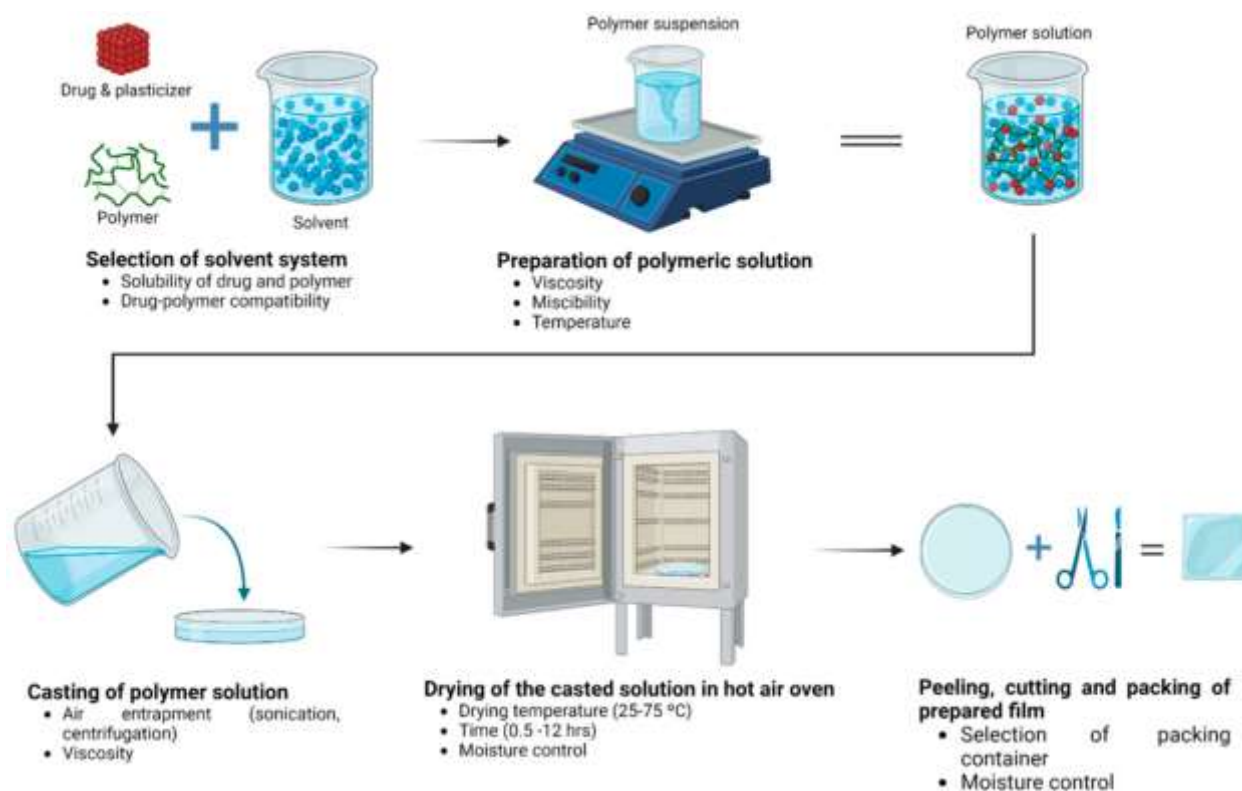 Drug & plasticizer
Polymer
Solvent
Selection of solvent system
• Solubility of drug and polymer
• Drug-polymer compatibility
Polymer suspension
Preparation of polymeric solution
• Viscosity
• Miscibility
• Temperature
Polymer solution
Casting of polymer solution
• Air entrapment (sonication,
centrifugation)
• Viscosity
Drying of the casted solution in hot air oven
• Drying temperature (25-75 ºC)
• Time (0.5 -12 hrs)
• Moisture control
Peeling, cutting and packing of
prepared film
• Selection of packing
container
• Moisture control